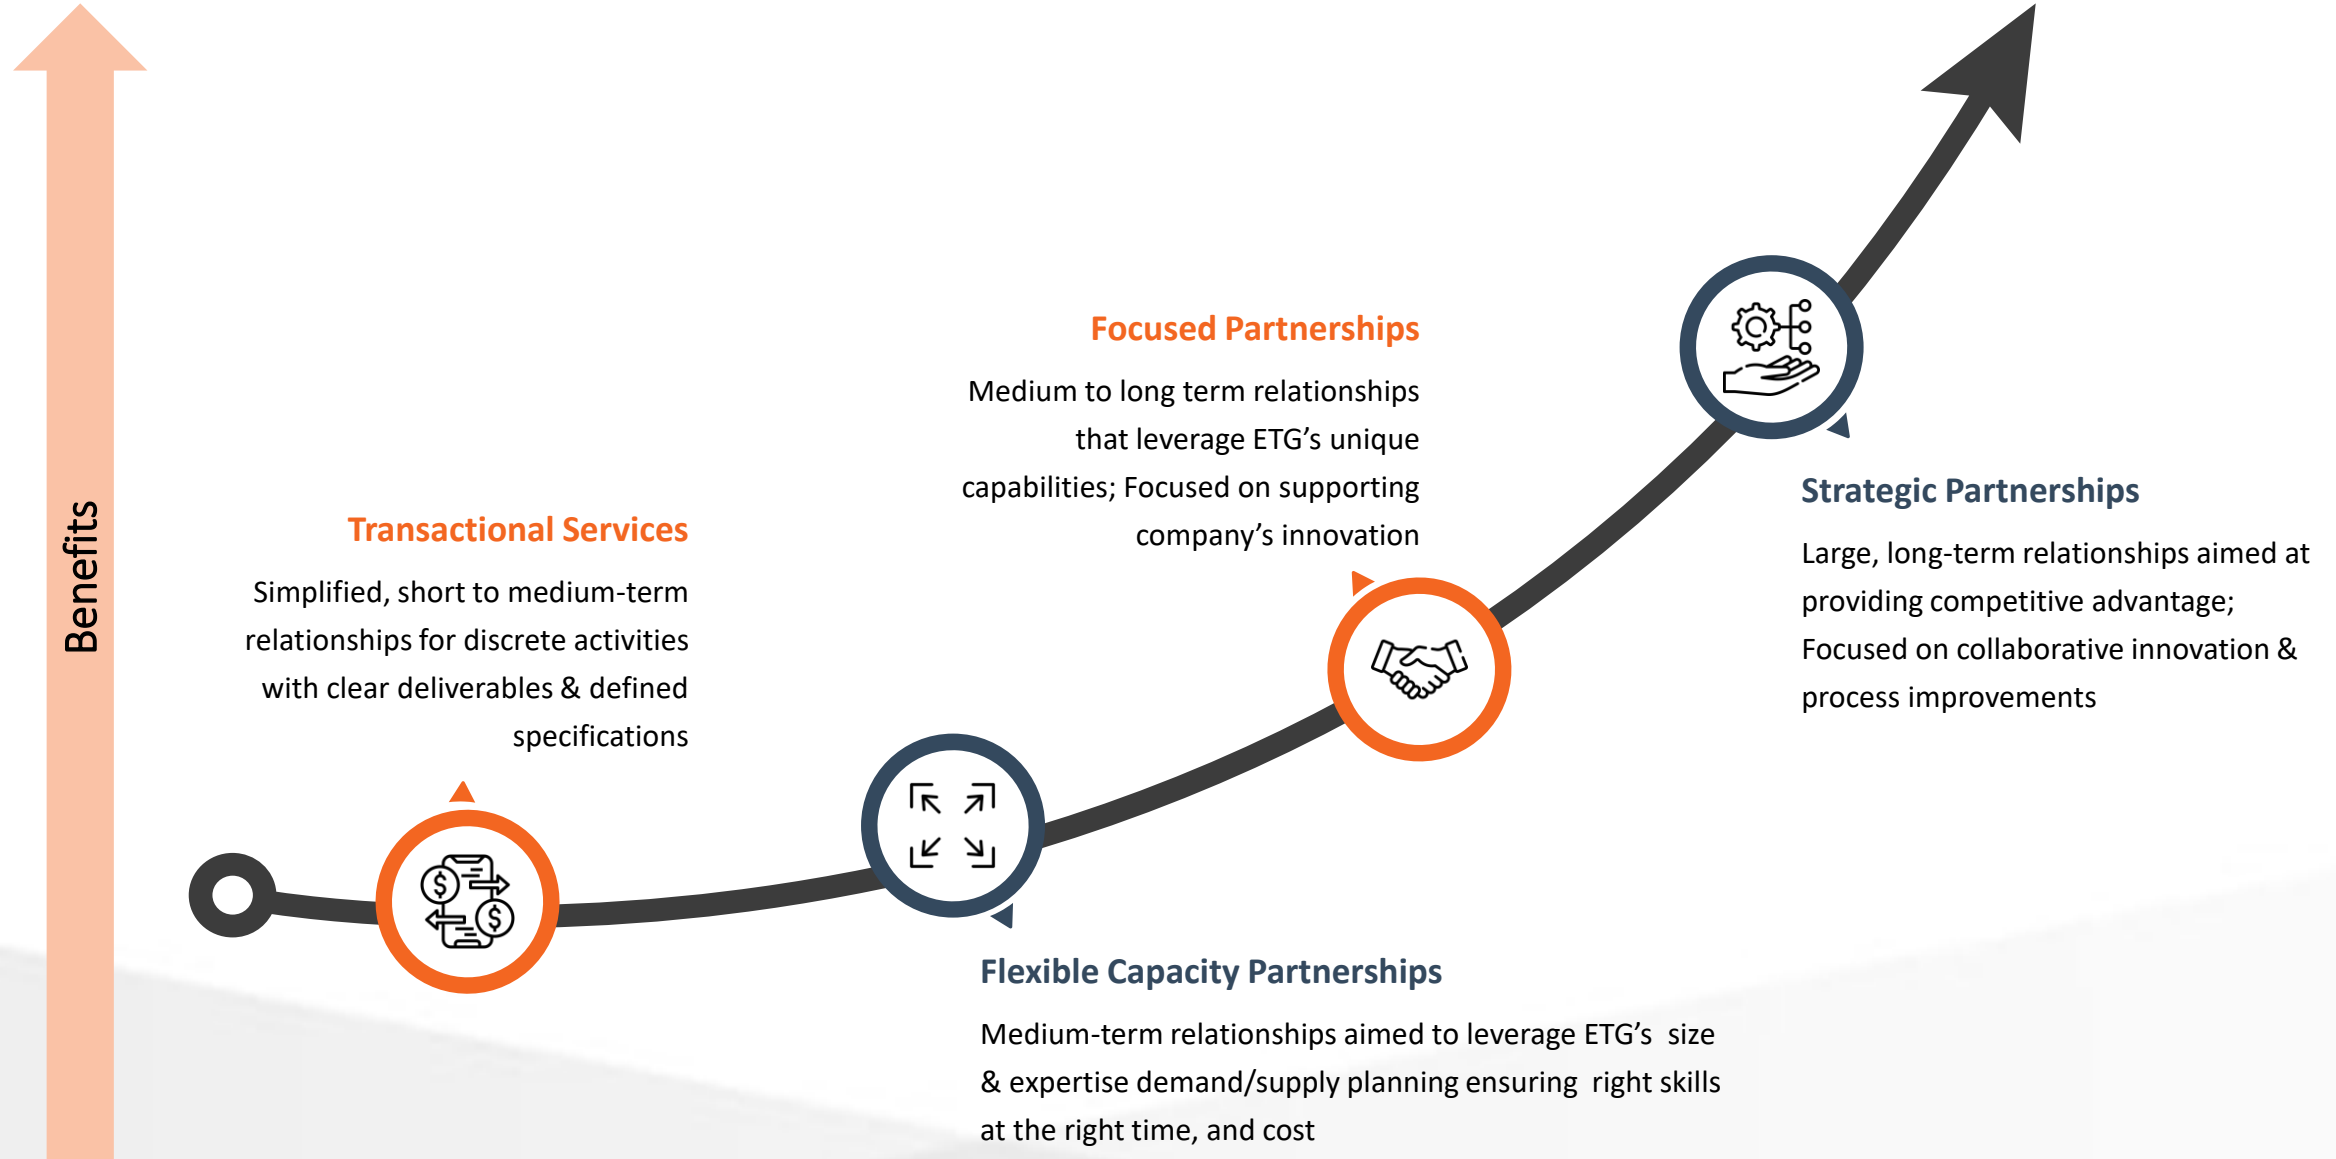 Benefits
Transactional Services
Simplified, short to medium-term
relationships for discrete activities
with clear deliverables & defined
specifications
Flexible Capacity Partnerships
Medium-term relationships aimed to leverage ETG’s  size
& expertise demand/supply planning ensuring  right skills
at the right time, and cost
Focused Partnerships
Medium to long term relationships
that leverage ETG’s unique
capabilities; Focused on supporting
company’s innovation
Strategic Partnerships
Large, long-term relationships aimed at
providing competitive advantage;
Focused on collaborative innovation &
process improvements
$
$